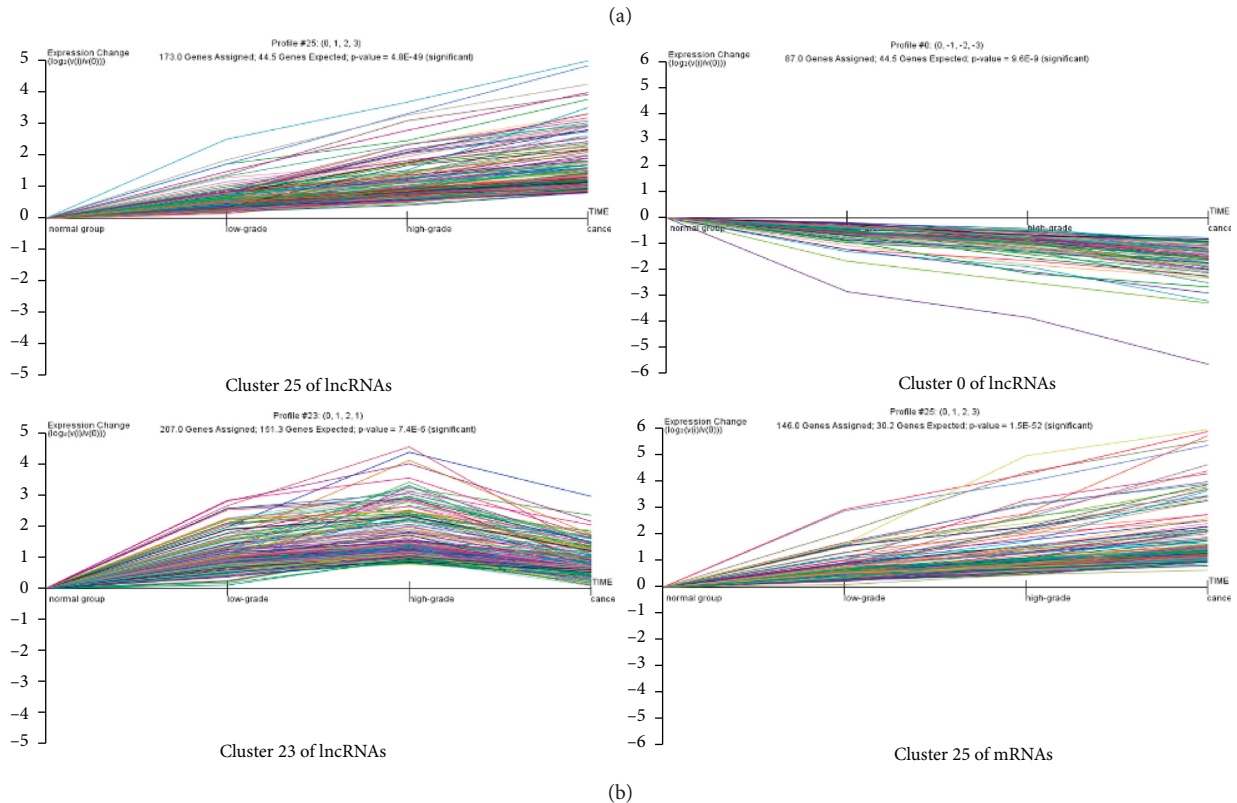 (a)
Profile #25: (0, 1, 2, 3)
Expression Change
(log₂(v(i)/v(0)))
173.0 Genes Assigned; 44.5 Genes Expected; p-value = 4.8E-49 (significant)
5
4
3
2
1
0
−1
−2
−3
−4
−5
TIME
normal group
low-grade
high-grade
cance
Cluster 25 of lncRNAs
Profile #0: (0, -1, -2, -3)
Expression Change
(log₂(v(i)/v(0)))
87.0 Genes Assigned; 44.5 Genes Expected; p-value = 9.6E-9 (significant)
6
5
4
3
2
1
0
−1
−2
−3
−4
−5
−6
TIME
normal group
high-grade
cance
Cluster 0 of lncRNAs
Profile #23: (0, 1, 2, 1)
Expression Change
(log₂(v(i)/v(0)))
207.0 Genes Assigned; 161.3 Genes Expected; p-value = 7.4E-5 (significant)
5
4
3
2
1
0
−1
−2
−3
−4
−5
TIME
normal group
low-grade
high-grade
cance
Cluster 23 of lncRNAs
Profile #25: (0, 1, 2, 3)
Expression Change
(log₂(v(i)/v(0)))
146.0 Genes Assigned; 30.2 Genes Expected; p-value = 1.5E-52 (significant)
6
5
4
3
2
1
0
−1
−2
−3
−4
−5
−6
TIME
normal group
low-grade
high-grade
cance
Cluster 25 of mRNAs
(b)